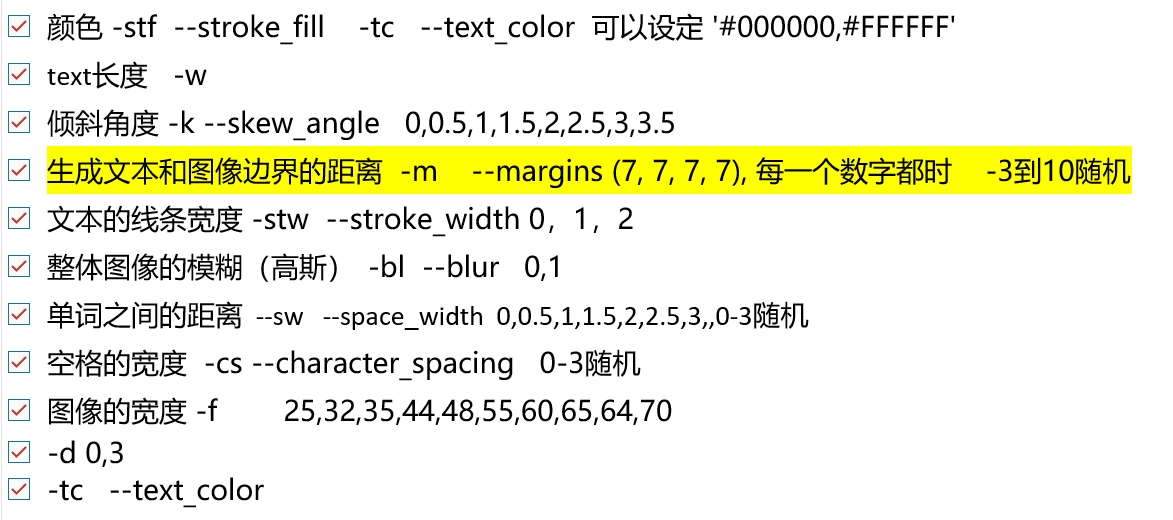 颜色 -stf  --stroke_fill    -tc   --text_color  可以设定 '#000000,#FFFFFF'
text长度   -w
倾斜角度 -k --skew_angle   0,0.5,1,1.5,2,2.5,3,3.5
生成文本和图像边界的距离  -m    --margins (7, 7, 7, 7), 每一个数字都时    -3到10随机
文本的线条宽度 -stw  --stroke_width 0，1，2
整体图像的模糊（高斯）  -bl  --blur   0,1
单词之间的距离  --sw   --space_width  0,0.5,1,1.5,2,2.5,3,,0-3随机
空格的宽度  -cs --character_spacing   0-3随机
图像的宽度 -f        25,32,35,44,48,55,60,65,64,70
-d 0,3
-tc   --text_color